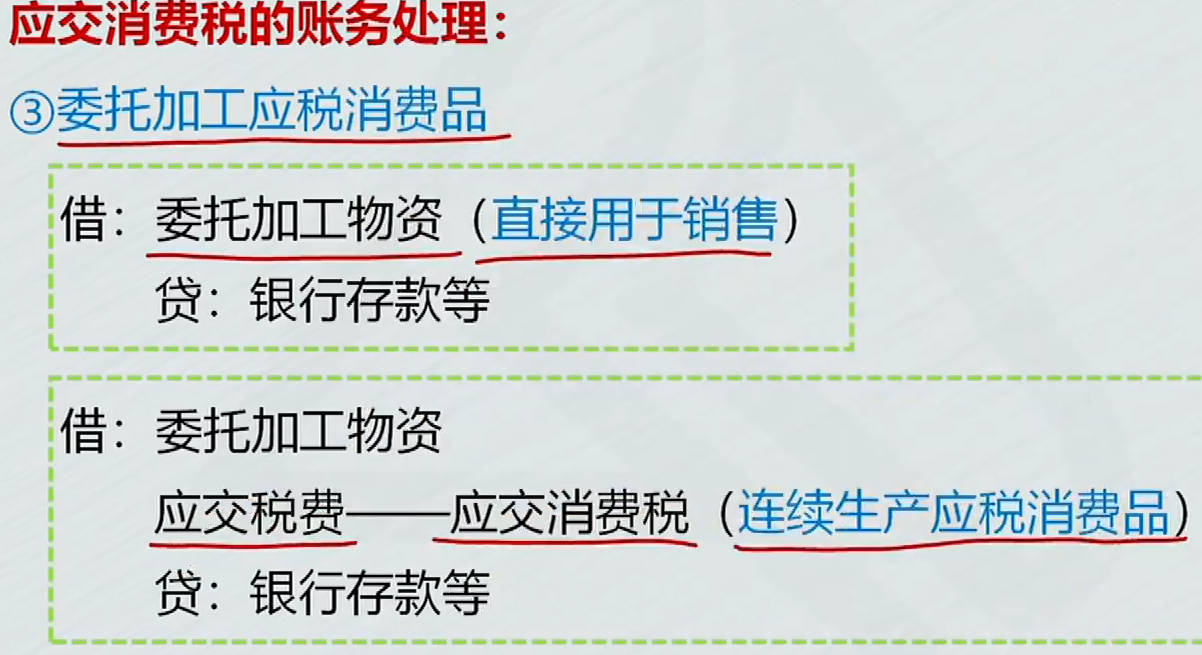 应交消费税的账务处理：
③委托加工应税消费品
借：委托加工物资（直接用于销售）
贷：银行存款等
借：委托加工物资
应交税费——应交消费税（连续生产应税消费品）
贷：银行存款等